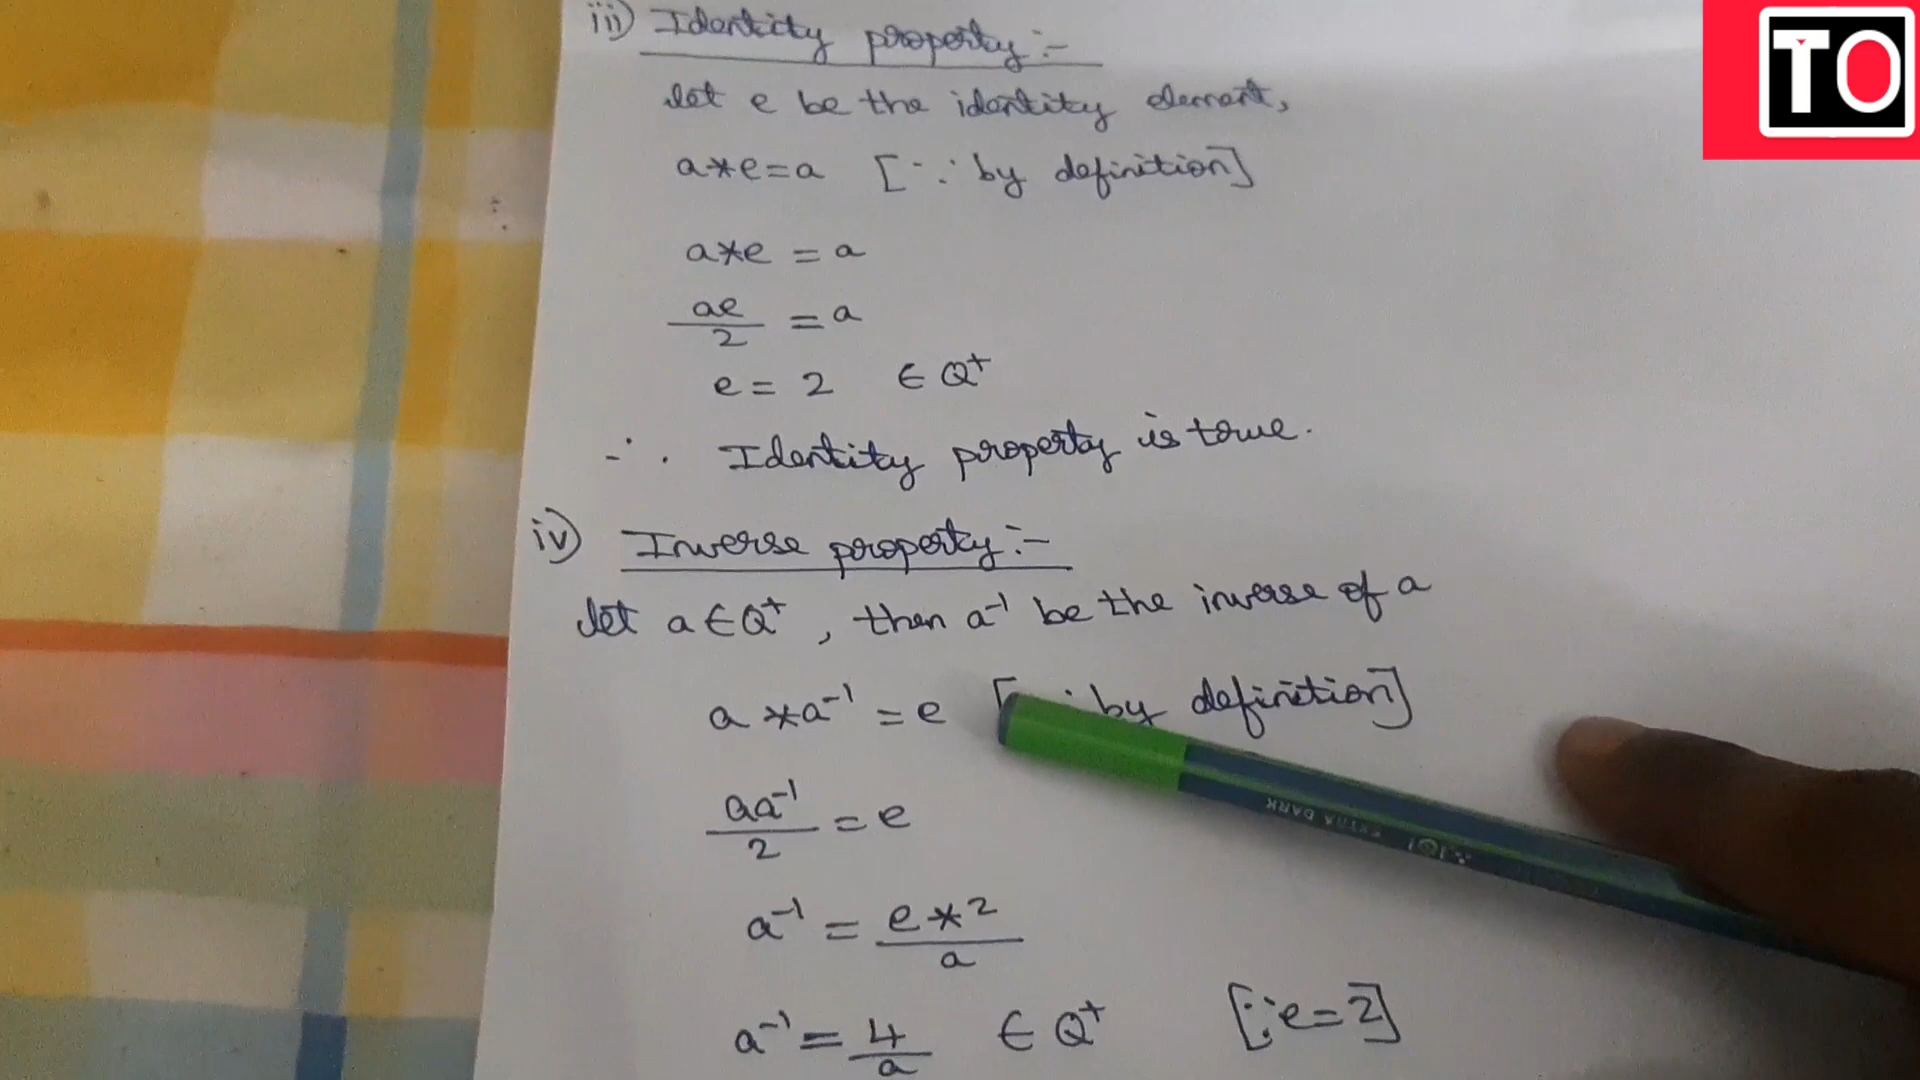 TO
iii) Identity property :-
let e be the identity element,
a*e=a [∵ by definition]
a*e = a
ae/2 = a
e = 2 ∈ Q⁺
∴ Identity property is true.
iv) Inverse property :-
let a∈Q⁺, then a⁻¹ be the inverse of a
a*a⁻¹ = e [∵ by definition]
aa⁻¹/2 = e
a⁻¹ = e*2/a
a⁻¹ = 4/a ∈ Q⁺ [∵ e=2]
EXTRA DARK